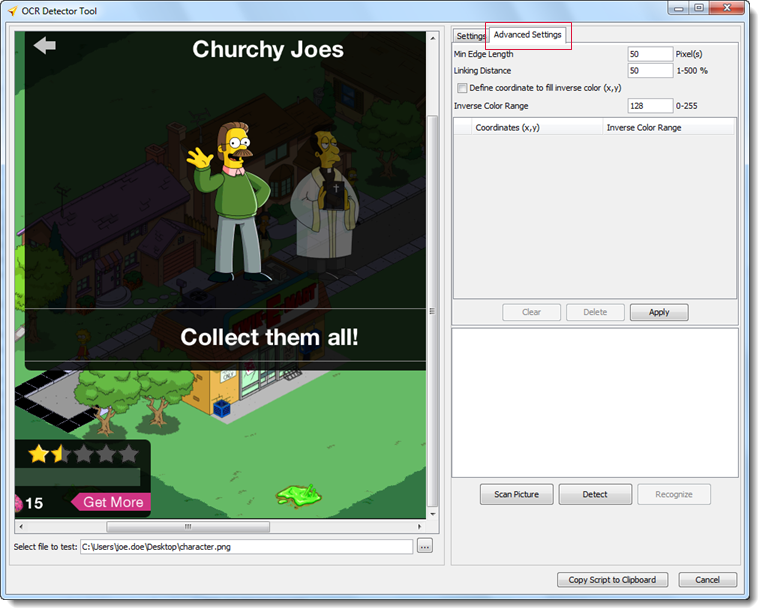 OCR Detector Tool
Churchy Joes
Collect them all!
15
Get More
Select file to test:
C:\Users\joe.doe\Desktop\character.png
...
Settings
Advanced Settings
Min Edge Length
50
Pixel(s)
Linking Distance
50
1-500 %
Define coordinate to fill inverse color (x,y)
Inverse Color Range
128
0-255
Coordinates (x,y)
Inverse Color Range
Clear
Delete
Apply
Scan Picture
Detect
Recognize
Copy Script to Clipboard
Cancel